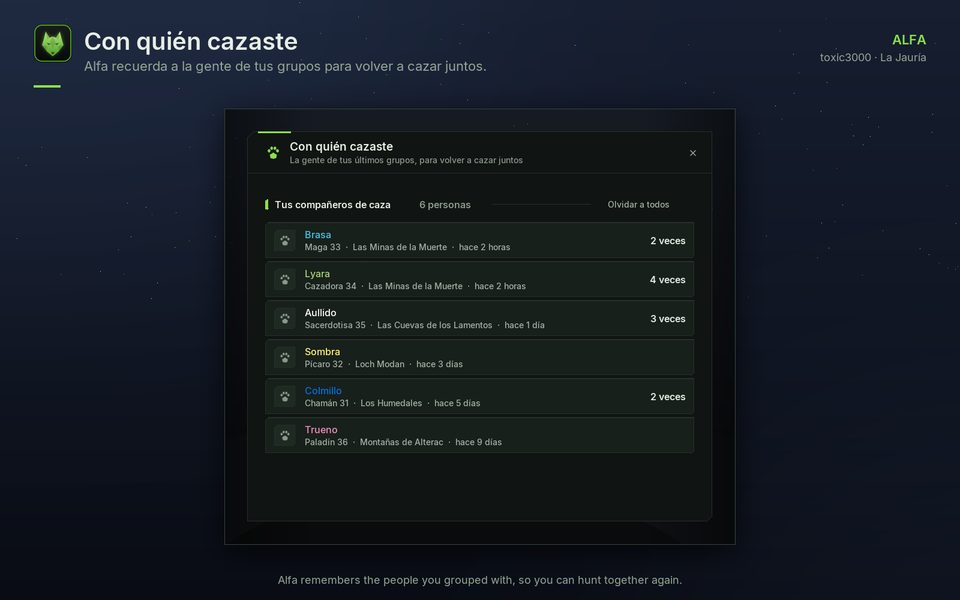 Con quién cazaste
Alfa recuerda a la gente de tus grupos para volver a cazar juntos.
ALFA
toxic3000 · La Jauría
Con quién cazaste
La gente de tus últimos grupos, para volver a cazar juntos
×
Tus compañeros de caza 6 personas Olvidar a todos
Brasa
Maga 33 · Las Minas de la Muerte · hace 2 horas
2 veces
Lyara
Cazadora 34 · Las Minas de la Muerte · hace 2 horas
4 veces
Aullido
Sacerdotisa 35 · Las Cuevas de los Lamentos · hace 1 día
3 veces
Sombra
Pícaro 32 · Loch Modan · hace 3 días
Colmillo
Chamán 31 · Los Humedales · hace 5 días
2 veces
Trueno
Paladín 36 · Montañas de Alterac · hace 9 días
Alfa remembers the people you grouped with, so you can hunt together again.